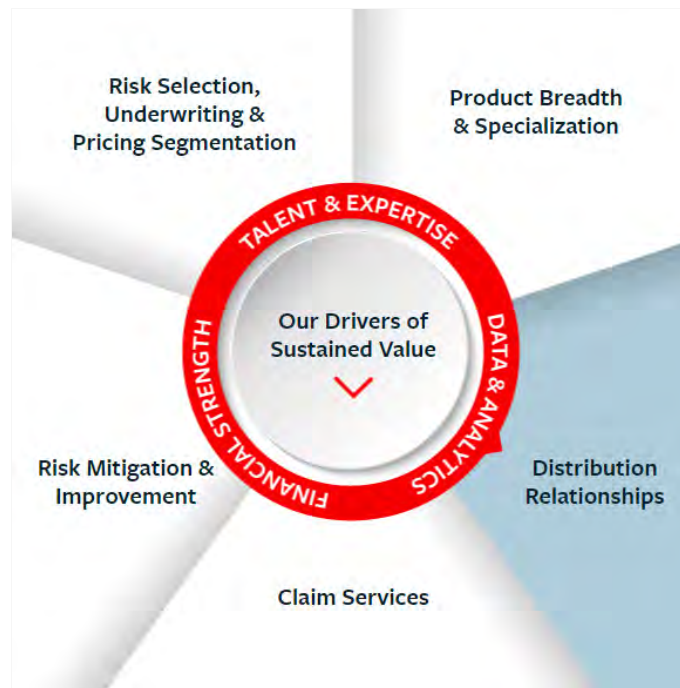 Risk Selection,
Underwriting &
Pricing Segmentation
Product Breadth
& Specialization
TALENT & EXPERTISE
DATA & ANALYTICS
FINANCIAL STRENGTH
Our Drivers of
Sustained Value
Risk Mitigation &
Improvement
Distribution
Relationships
Claim Services